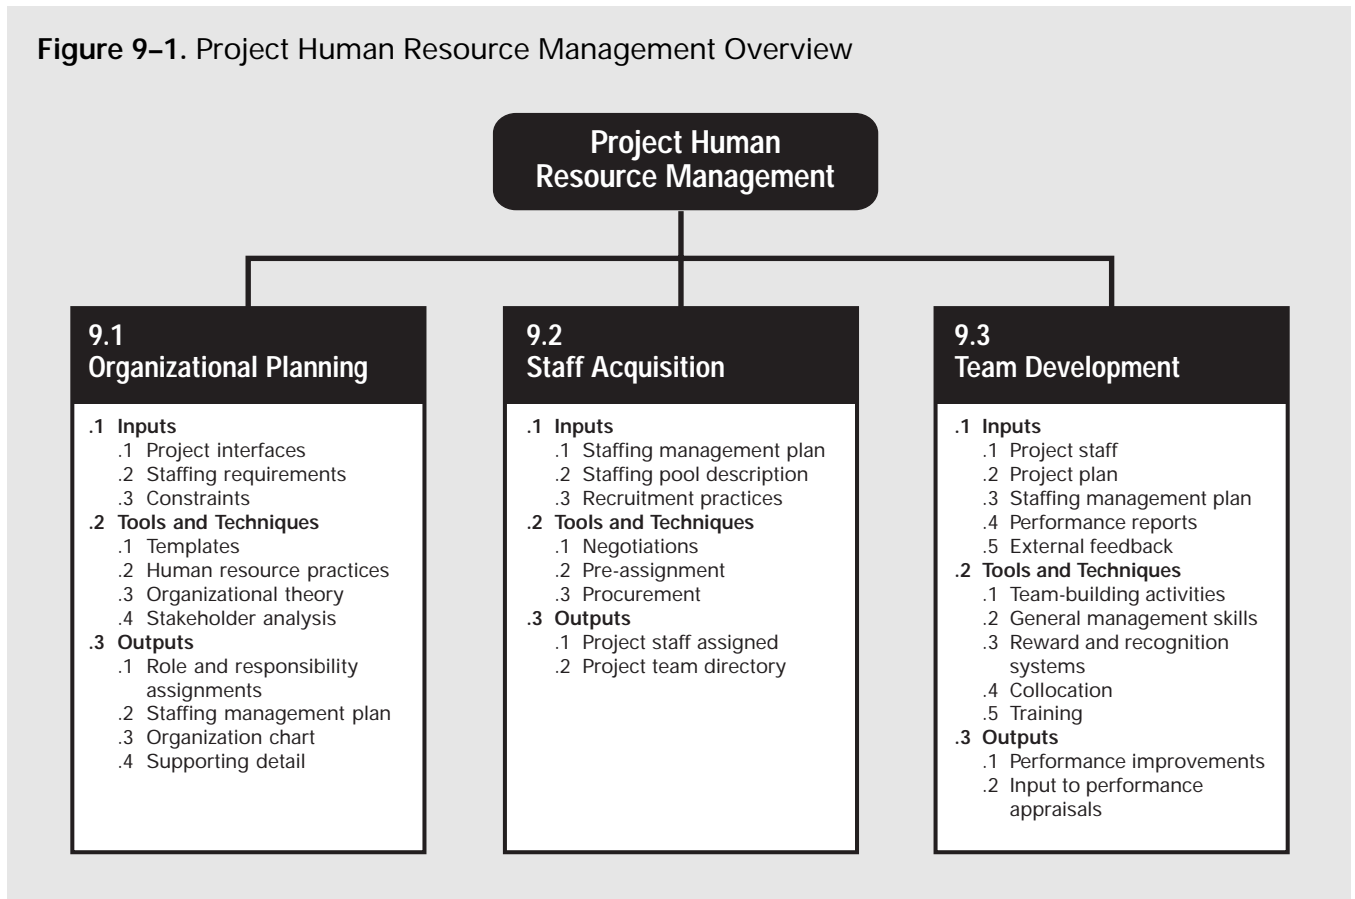 Figure 9–1. Project Human Resource Management Overview
Project Human
Resource Management
9.1
Organizational Planning
.1 Inputs
.1 Project interfaces
.2 Staffing requirements
.3 Constraints
.2 Tools and Techniques
.1 Templates
.2 Human resource practices
.3 Organizational theory
.4 Stakeholder analysis
.3 Outputs
.1 Role and responsibility
assignments
.2 Staffing management plan
.3 Organization chart
.4 Supporting detail
9.2
Staff Acquisition
.1 Inputs
.1 Staffing management plan
.2 Staffing pool description
.3 Recruitment practices
.2 Tools and Techniques
.1 Negotiations
.2 Pre-assignment
.3 Procurement
.3 Outputs
.1 Project staff assigned
.2 Project team directory
9.3
Team Development
.1 Inputs
.1 Project staff
.2 Project plan
.3 Staffing management plan
.4 Performance reports
.5 External feedback
.2 Tools and Techniques
.1 Team-building activities
.2 General management skills
.3 Reward and recognition
systems
.4 Collocation
.5 Training
.3 Outputs
.1 Performance improvements
.2 Input to performance
appraisals